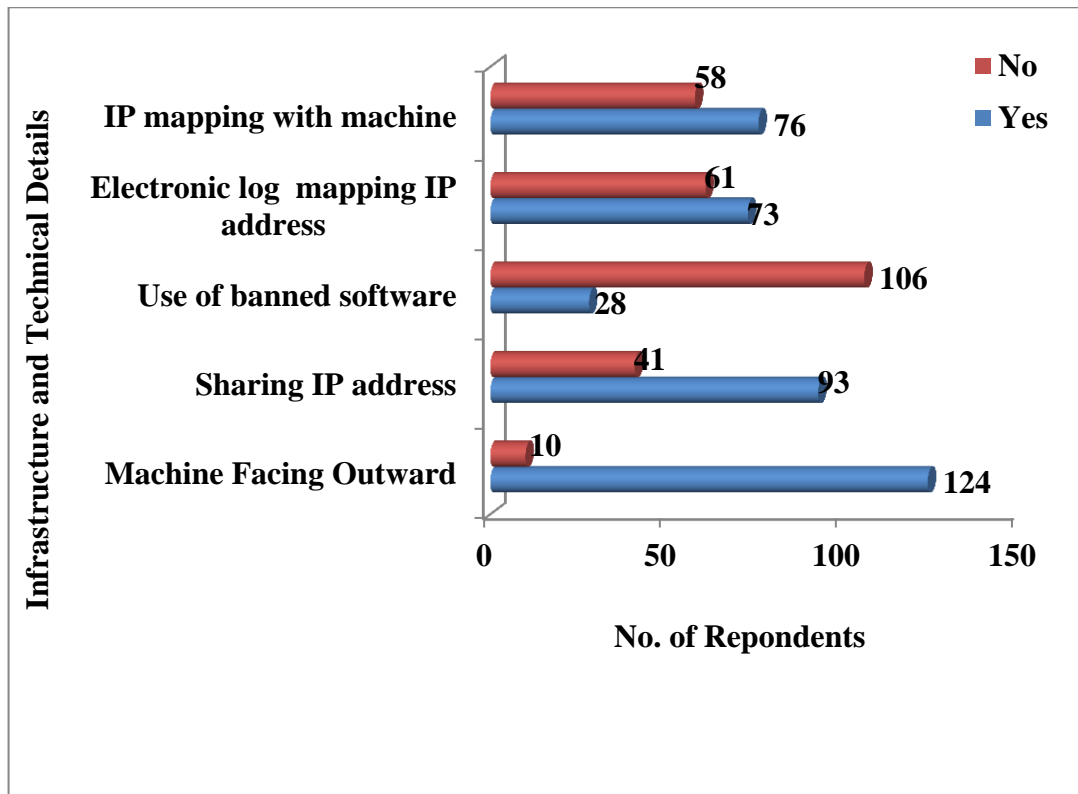 No
Yes
Infrastructure and Technical Details
IP mapping with machine
58
76
Electronic log mapping IP
address
61
73
Use of banned software
106
28
Sharing IP address
41
93
Machine Facing Outward
10
124
0
50
100
150
No. of Repondents